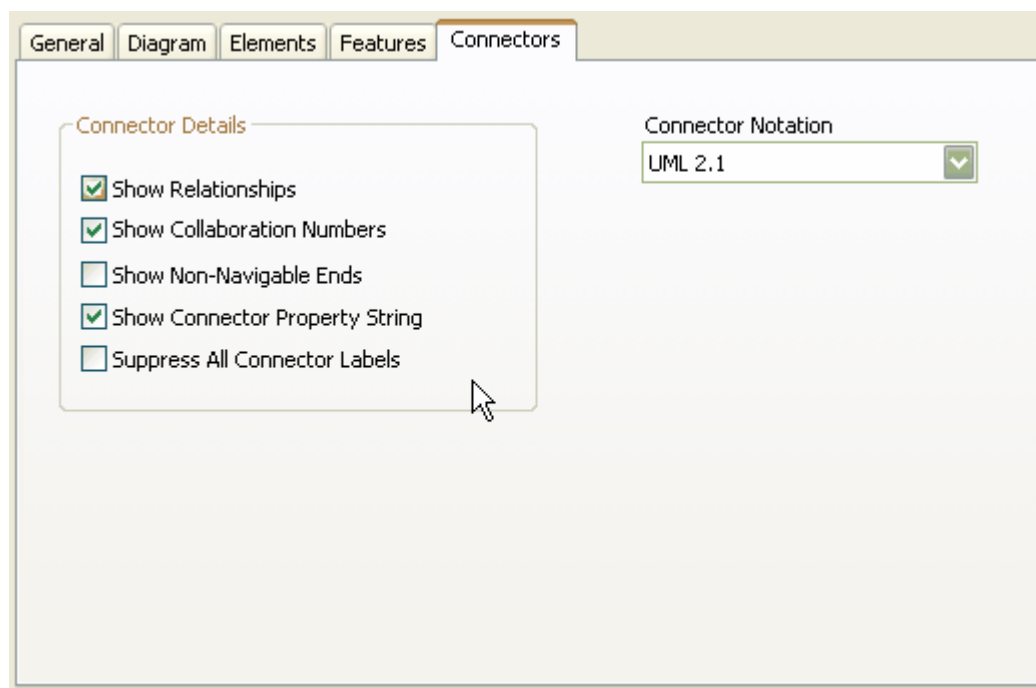 General Diagram Elements Features Connectors
Connector Details
Show Relationships
Show Collaboration Numbers
Show Non-Navigable Ends
Show Connector Property String
Suppress All Connector Labels
Connector Notation
UML 2.1